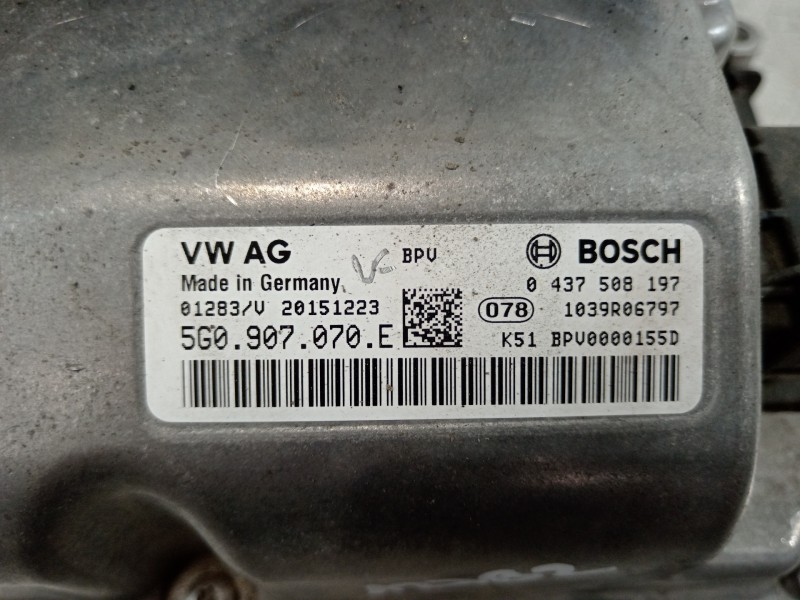 VW AG
BPV
BOSCH
Made in Germany
0 437 508 197
01283/V 20151223
078
1039R06797
5G0.907.070.E
K51 BPV0000155D